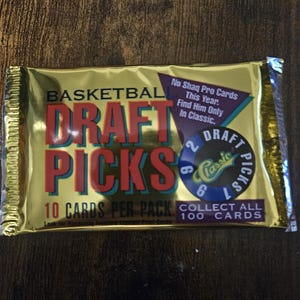 BASKETBALL
DRAFT
PICKS
10 CARDS PER PACK
No Shaq Pro Cards
This Year.
Find Him Only
In Classic.
DRAFT PICKS
1992
Classic
COLLECT ALL
100 CARDS